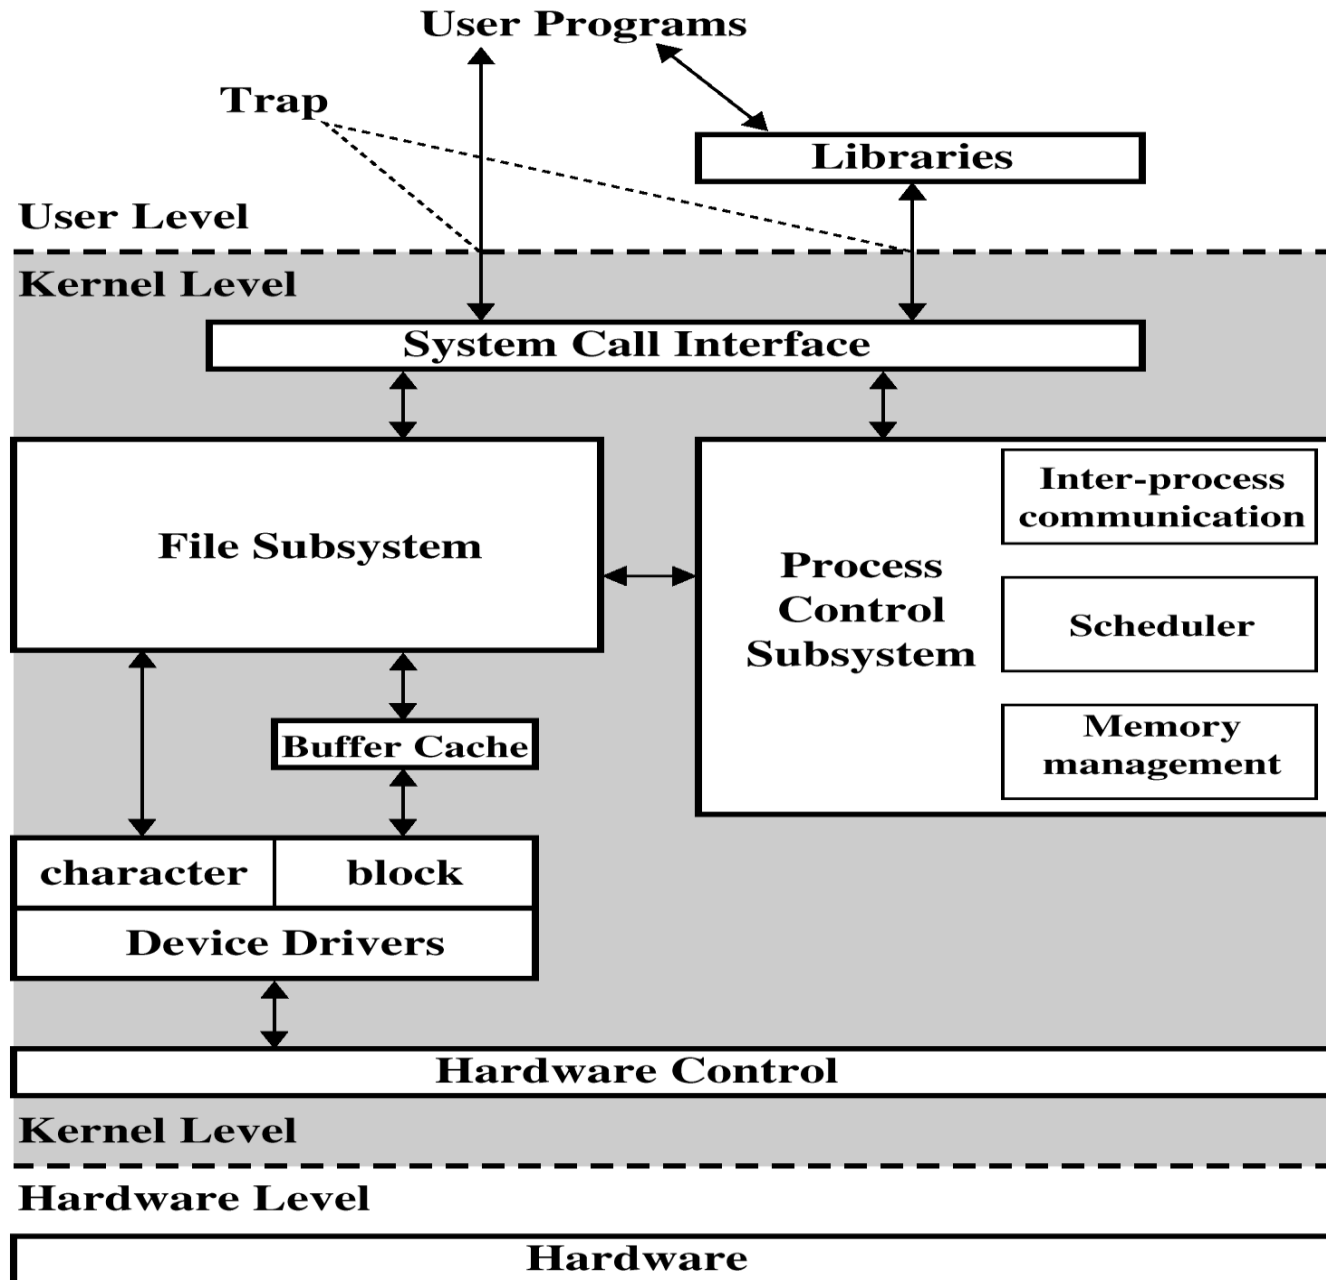 User Programs
Trap
Libraries
User Level
Kernel Level
System Call Interface
File Subsystem
Process
Control
Subsystem
Inter-process
communication
Scheduler
Memory
management
Buffer Cache
character
block
Device Drivers
Hardware Control
Kernel Level
Hardware Level
Hardware